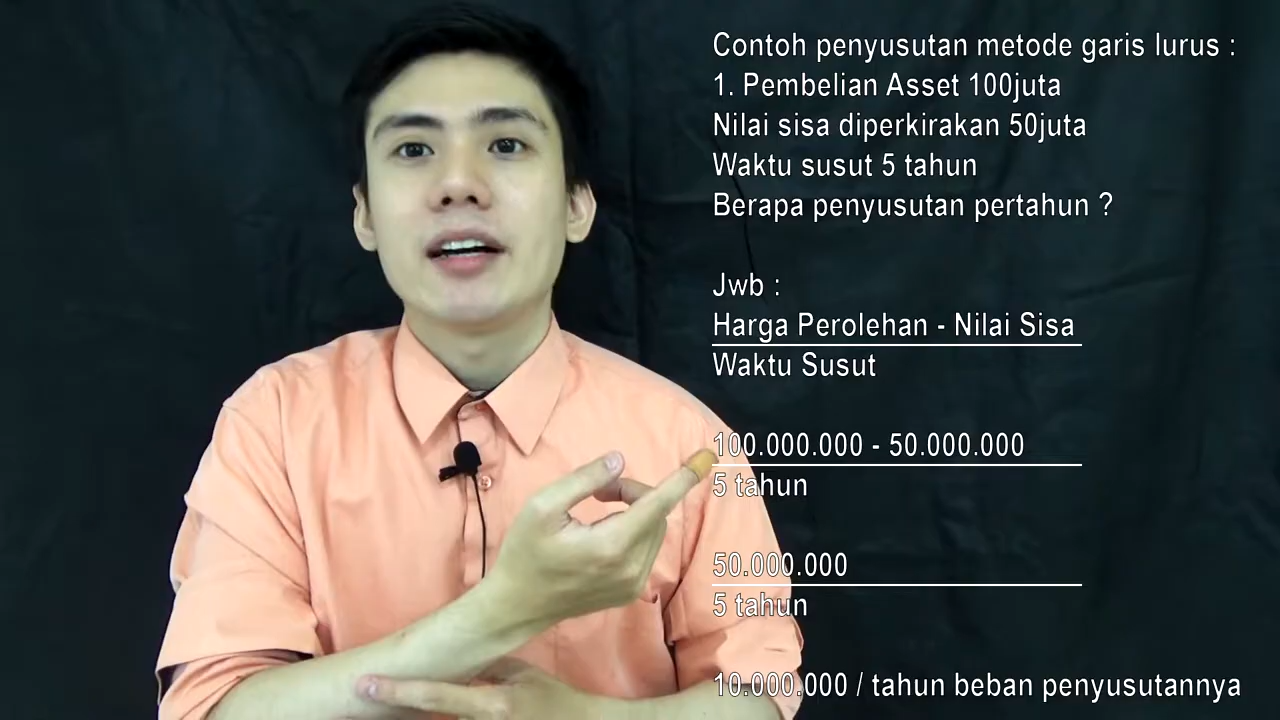 Contoh penyusutan metode garis lurus :
1. Pembelian Asset 100juta
Nilai sisa diperkirakan 50juta
Waktu susut 5 tahun
Berapa penyusutan pertahun ?
Jwb :
Harga Perolehan - Nilai Sisa
Waktu Susut
100.000.000 - 50.000.000
5 tahun
50.000.000
5 tahun
10.000.000 / tahun beban penyusutannya